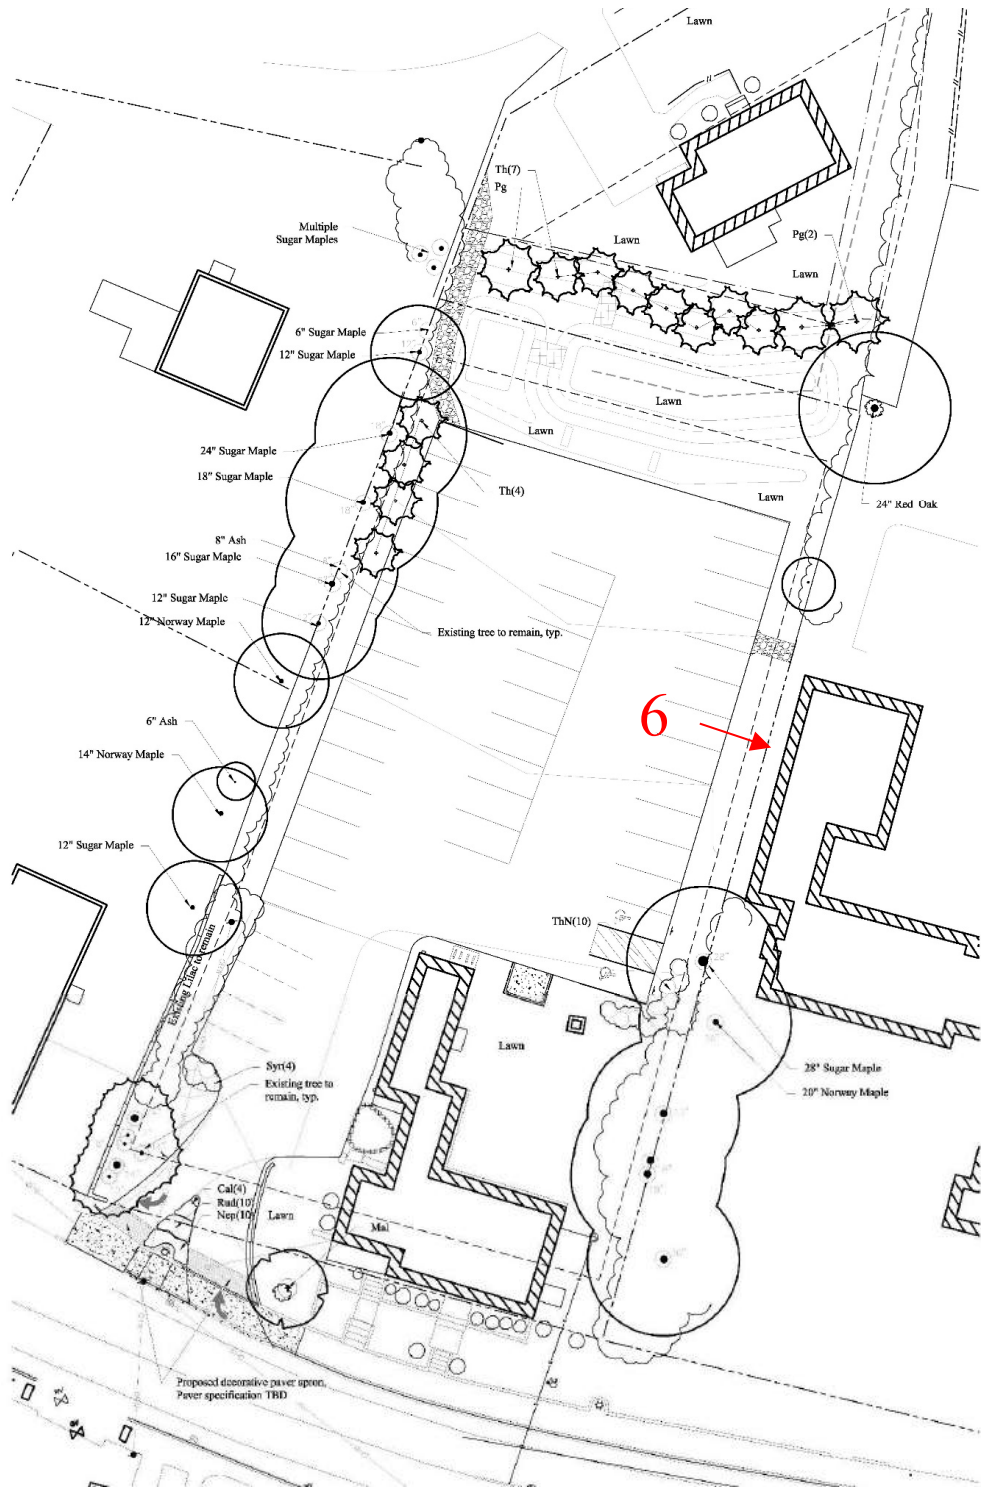 Lawn
Th(7)
Pg
Multiple
Sugar Maples
Pg(2)
Lawn
Lawn
6" Sugar Maple
12" Sugar Maple
Lawn
Lawn
24" Sugar Maple
18" Sugar Maple
Th(4)
Lawn
24" Red Oak
18"
8" Ash
16" Sugar Maple
12" Sugar Maple
12" Norway Maple
Existing tree to remain, typ.
6
6" Ash
14" Norway Maple
12" Sugar Maple
ThN(10)
Existing Lilac to remain
28"
Lawn
28" Sugar Maple
20" Norway Maple
Syr(4)
Existing tree to
remain, typ.
Cal(4)
Rud(10)
Nep(10)
Lawn
Mal
Proposed decorative paver apron,
Paver specification TBD